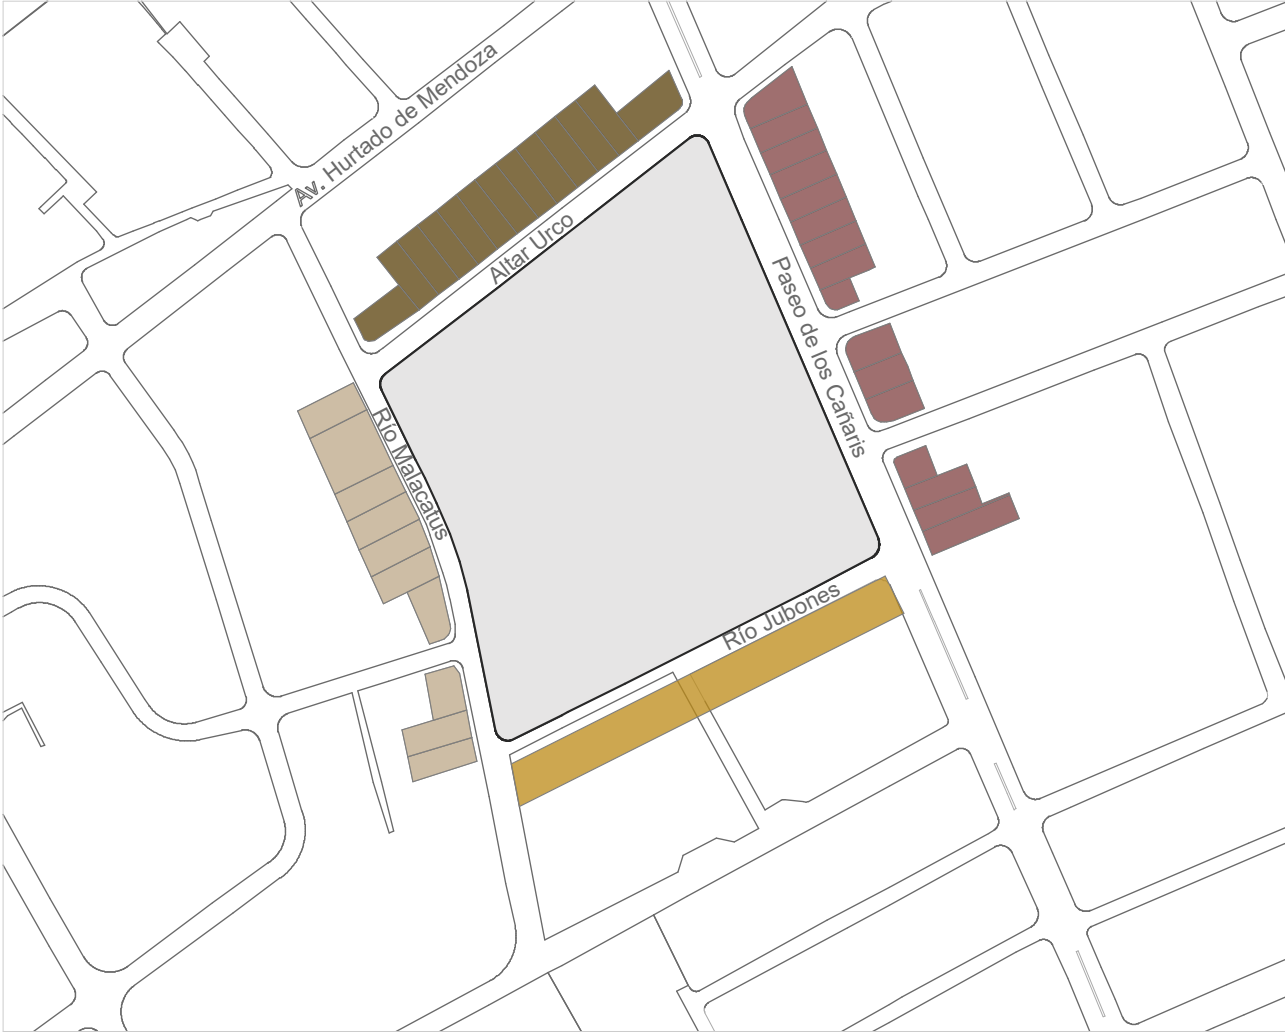 Av. Hurtado de Mendoza
Altar Urco
Paseo de los Cañaris
Río Malacatus
Río Jubones